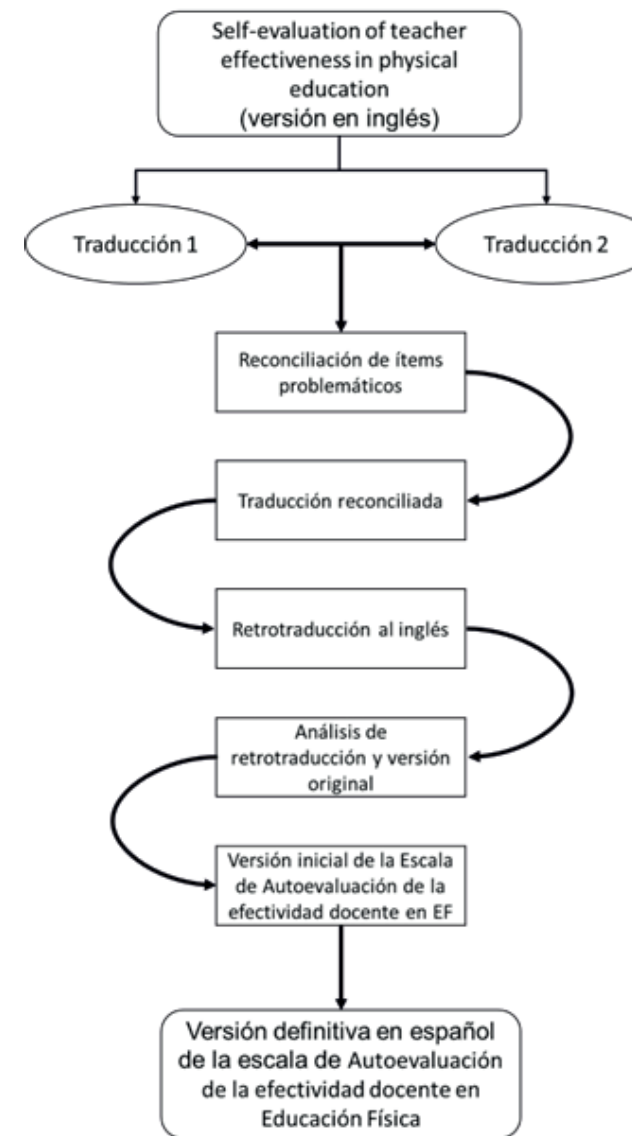 Self-evaluation of teacher
effectiveness in physical
education
(versión en inglés)
Traducción 1
Traducción 2
Reconciliación de ítems
problemáticos
Traducción reconciliada
Retrotraducción al inglés
Análisis de
retrotraducción y versión
original
Versión inicial de la Escala
de Autoevaluación de la
efectividad docente en EF
Versión definitiva en español
de la escala de Autoevaluación
de la efectividad docente en
Educación Física